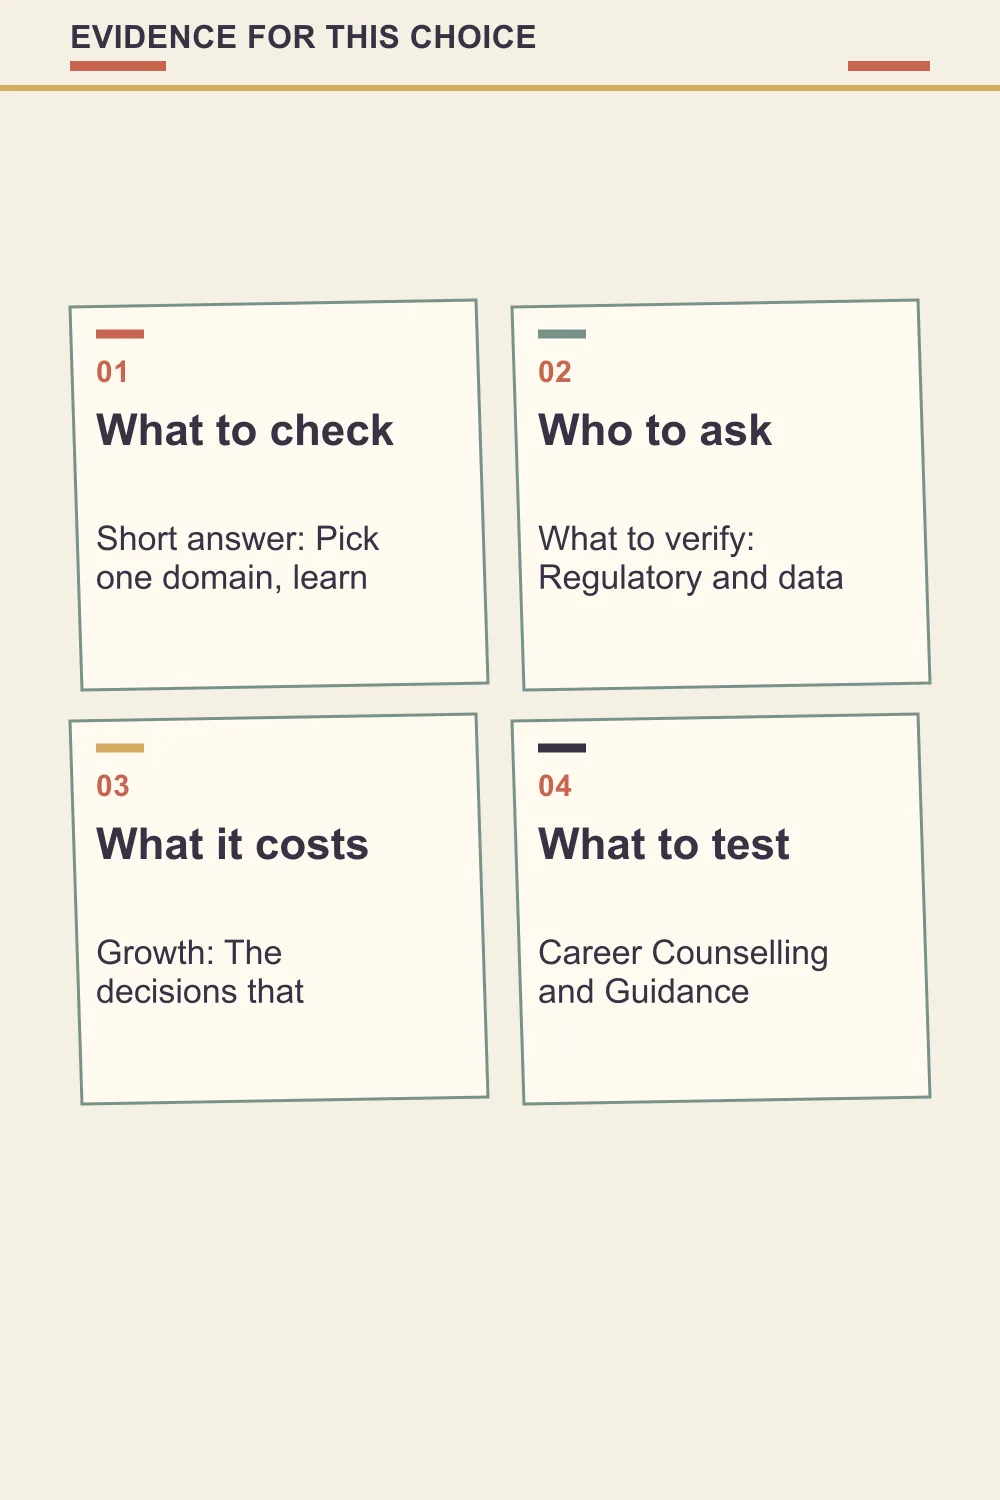 EVIDENCE FOR THIS CHOICE
01
What to check
Short answer: Pick
one domain, learn
02
Who to ask
What to verify:
Regulatory and data
03
What it costs
Growth: The
decisions that
04
What to test
Career Counselling
and Guidance